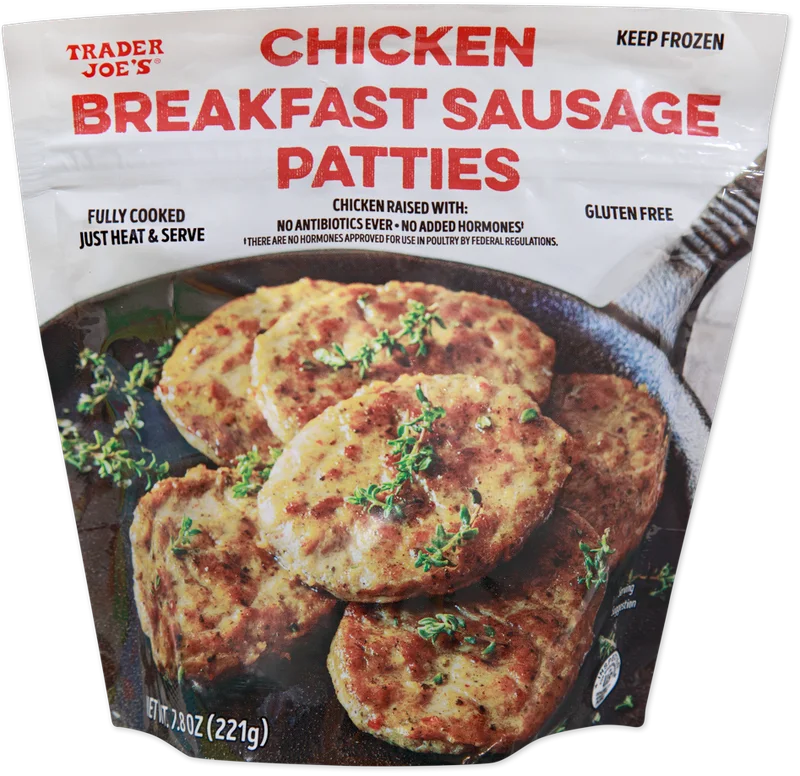 TRADER
JOE'S®
CHICKEN
KEEP FROZEN
BREAKFAST SAUSAGE
PATTIES
FULLY COOKED
JUST HEAT & SERVE
CHICKEN RAISED WITH:
NO ANTIBIOTICS EVER • NO ADDED HORMONES‡
‡THERE ARE NO HORMONES APPROVED FOR USE IN POULTRY BY FEDERAL REGULATIONS.
GLUTEN FREE
Serving
Suggestion
NET WT. 7.8 OZ (221g)